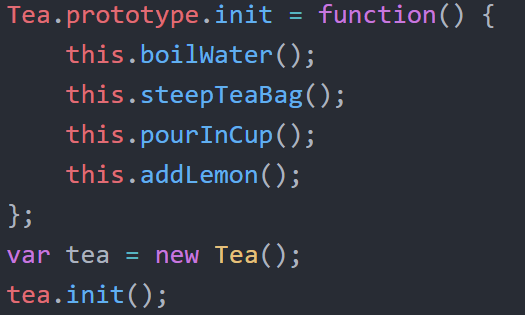 Tea.prototype.init = function() {
    this.boilWater();
    this.steepTeaBag();
    this.pourInCup();
    this.addLemon();
};
var tea = new Tea();
tea.init();